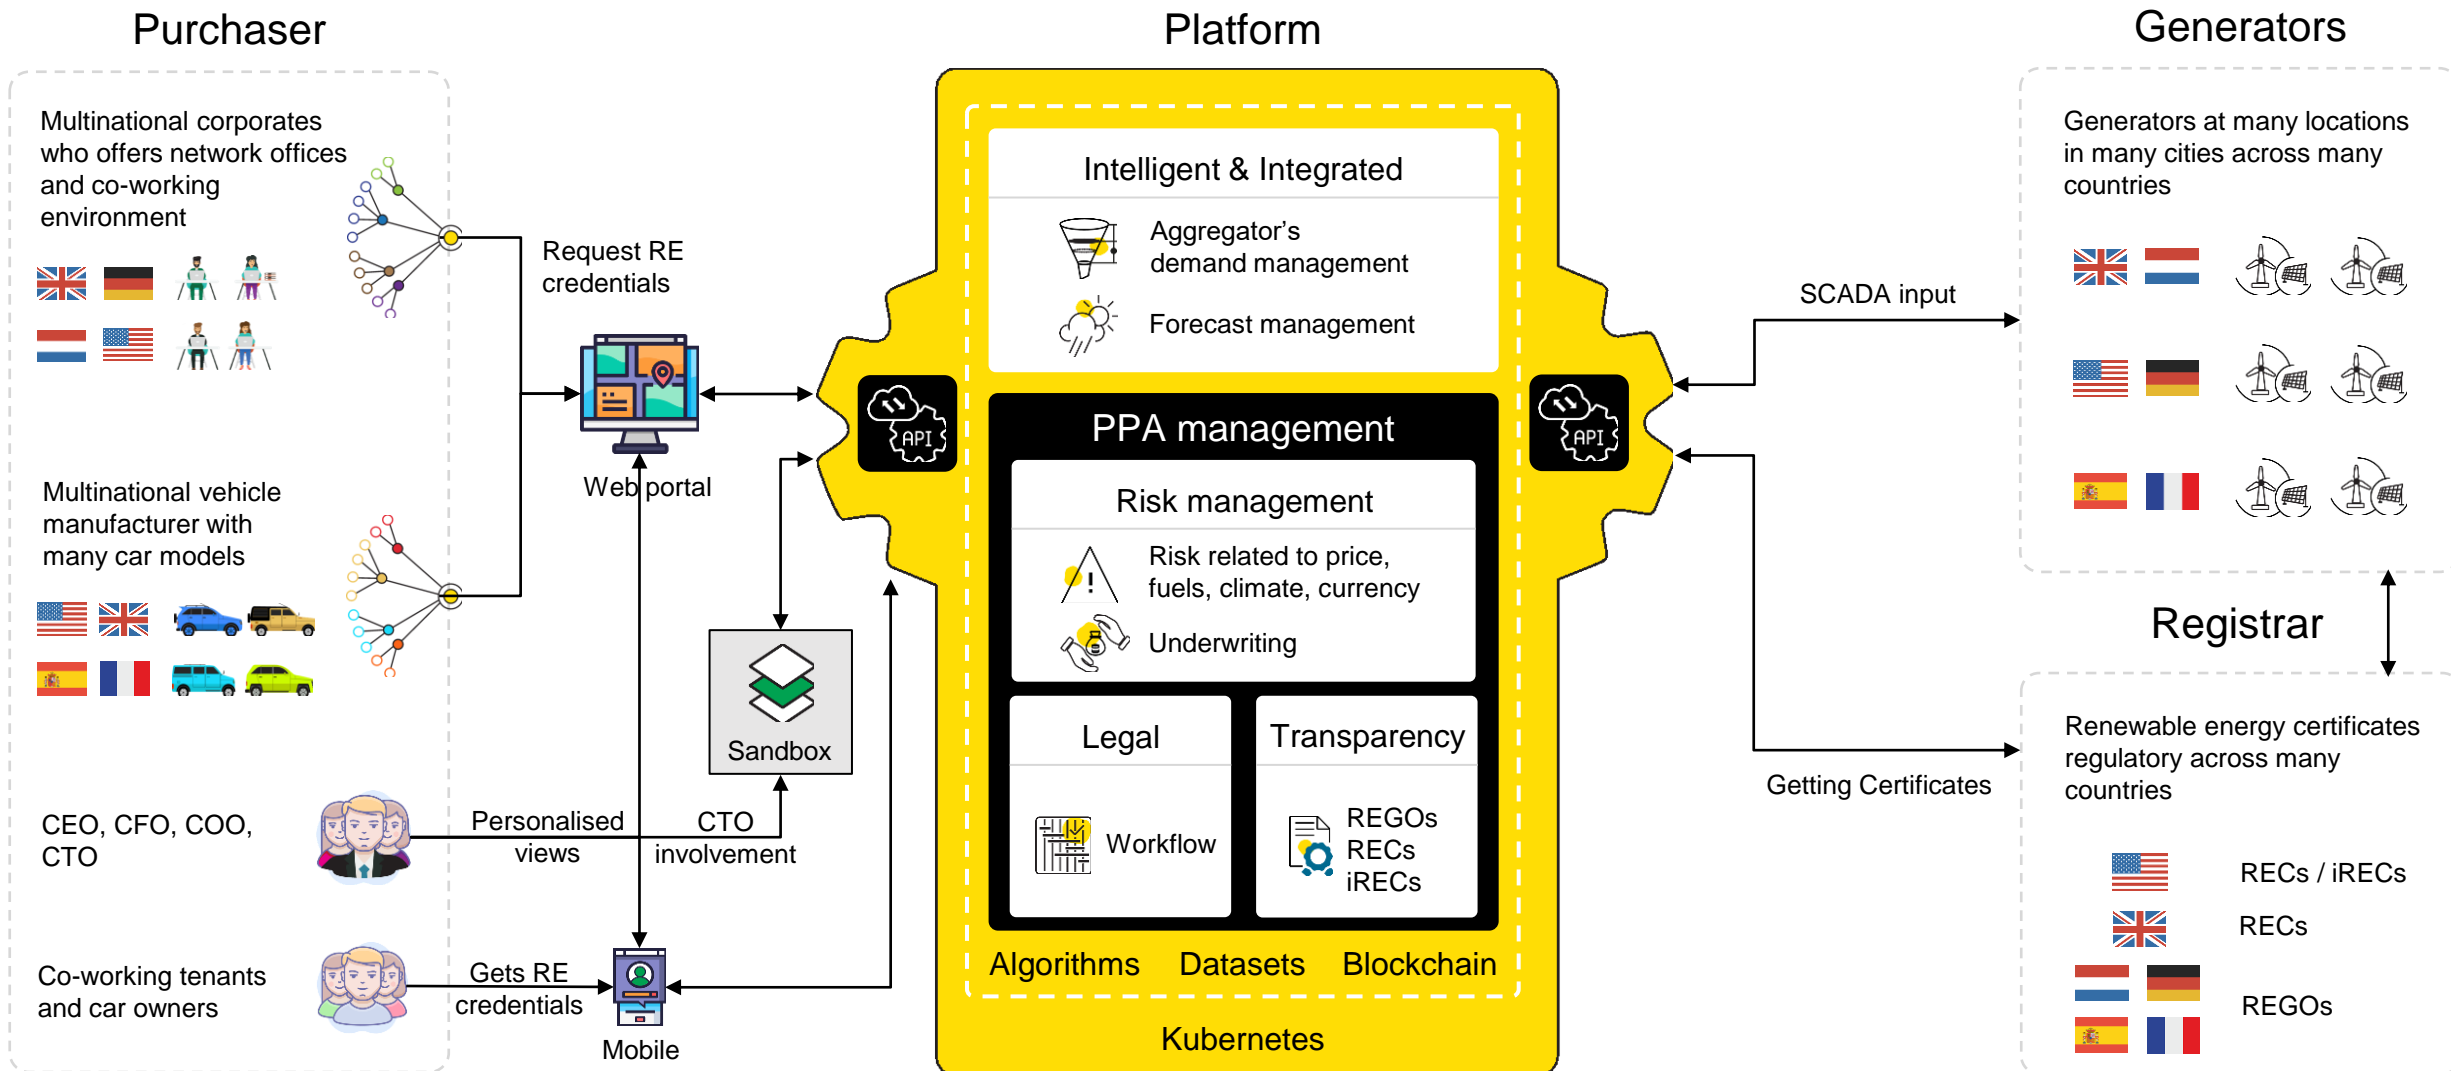 Purchaser
Multinational corporates
who offers network offices
and co-working
environment
Multinational vehicle
manufacturer with
many car models
CEO, CFO, COO,
CTO
Co-working tenants
and car owners
Request RE
credentials
Web portal
Sandbox
Personalised
views
CTO
involvement
Gets RE
credentials
Mobile
Platform
API
Intelligent & Integrated
Aggregator’s
demand management
Forecast management
PPA management
Risk management
Risk related to price,
fuels, climate, currency
Underwriting
Legal
Workflow
Transparency
REGOs
RECs
iRECs
Algorithms
Datasets
Blockchain
Kubernetes
API
SCADA input
Getting Certificates
Generators
Generators at many locations
in many cities across many
countries
Registrar
Renewable energy certificates
regulatory across many
countries
RECs / iRECs
RECs
REGOs